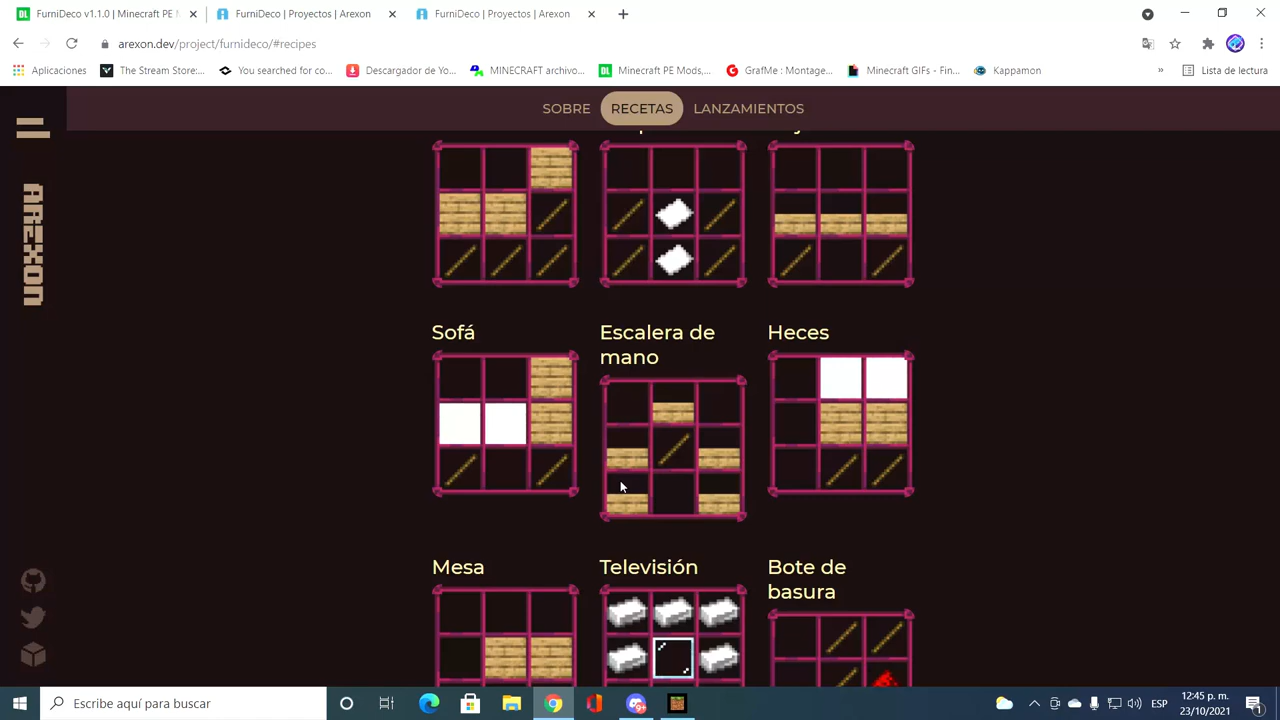 FurniDeco v1.1.0 | Minecraft PE M
FurniDeco | Proyectos | Arexon
FurniDeco | Proyectos | Arexon
arexon.dev/project/furnideco/#recipes
Aplicaciones
The Storm Store:...
You searched for co...
Descargador de Yo...
MINECRAFT archivo...
Minecraft PE Mods,...
GrafMe : Montage...
Minecraft GIFs - Fin...
Kappamon
»
Lista de lectura
SOBRE
RECETAS
LANZAMIENTOS
AREXON
Sofá
Escalera de
mano
Heces
Mesa
Televisión
Bote de
basura
Escribe aquí para buscar
ESP
12:45 p. m.
23/10/2021